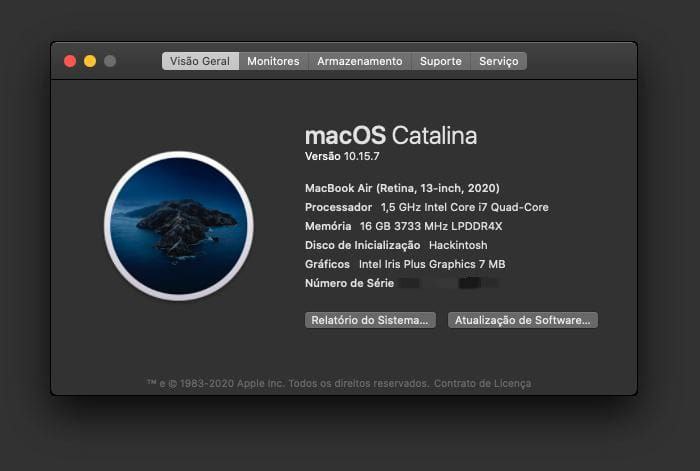 Visão Geral Monitores Armazenamento Suporte Serviço
macOS Catalina
Versão 10.15.7
MacBook Air (Retina, 13-inch, 2020)
Processador 1,5 GHz Intel Core i7 Quad-Core
Memória 16 GB 3733 MHz LPDDR4X
Disco de Inicialização Hackintosh
Gráficos Intel Iris Plus Graphics 7 MB
Número de Série
Relatório do Sistema... Atualização de Software...
™ e © 1983-2020 Apple Inc. Todos os direitos reservados. Contrato de Licença